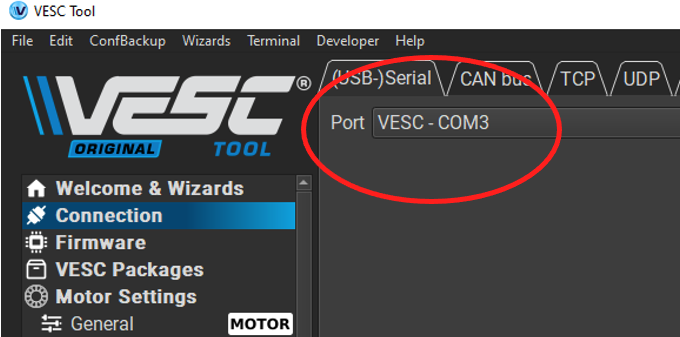 VESC Tool
File Edit ConfBackup Wizards Terminal Developer Help
VESC®
ORIGINAL TOOL
(USB-)Serial CAN bus TCP UDP
Port VESC - COM3
Welcome & Wizards
Connection
Firmware
VESC Packages
Motor Settings
General MOTOR